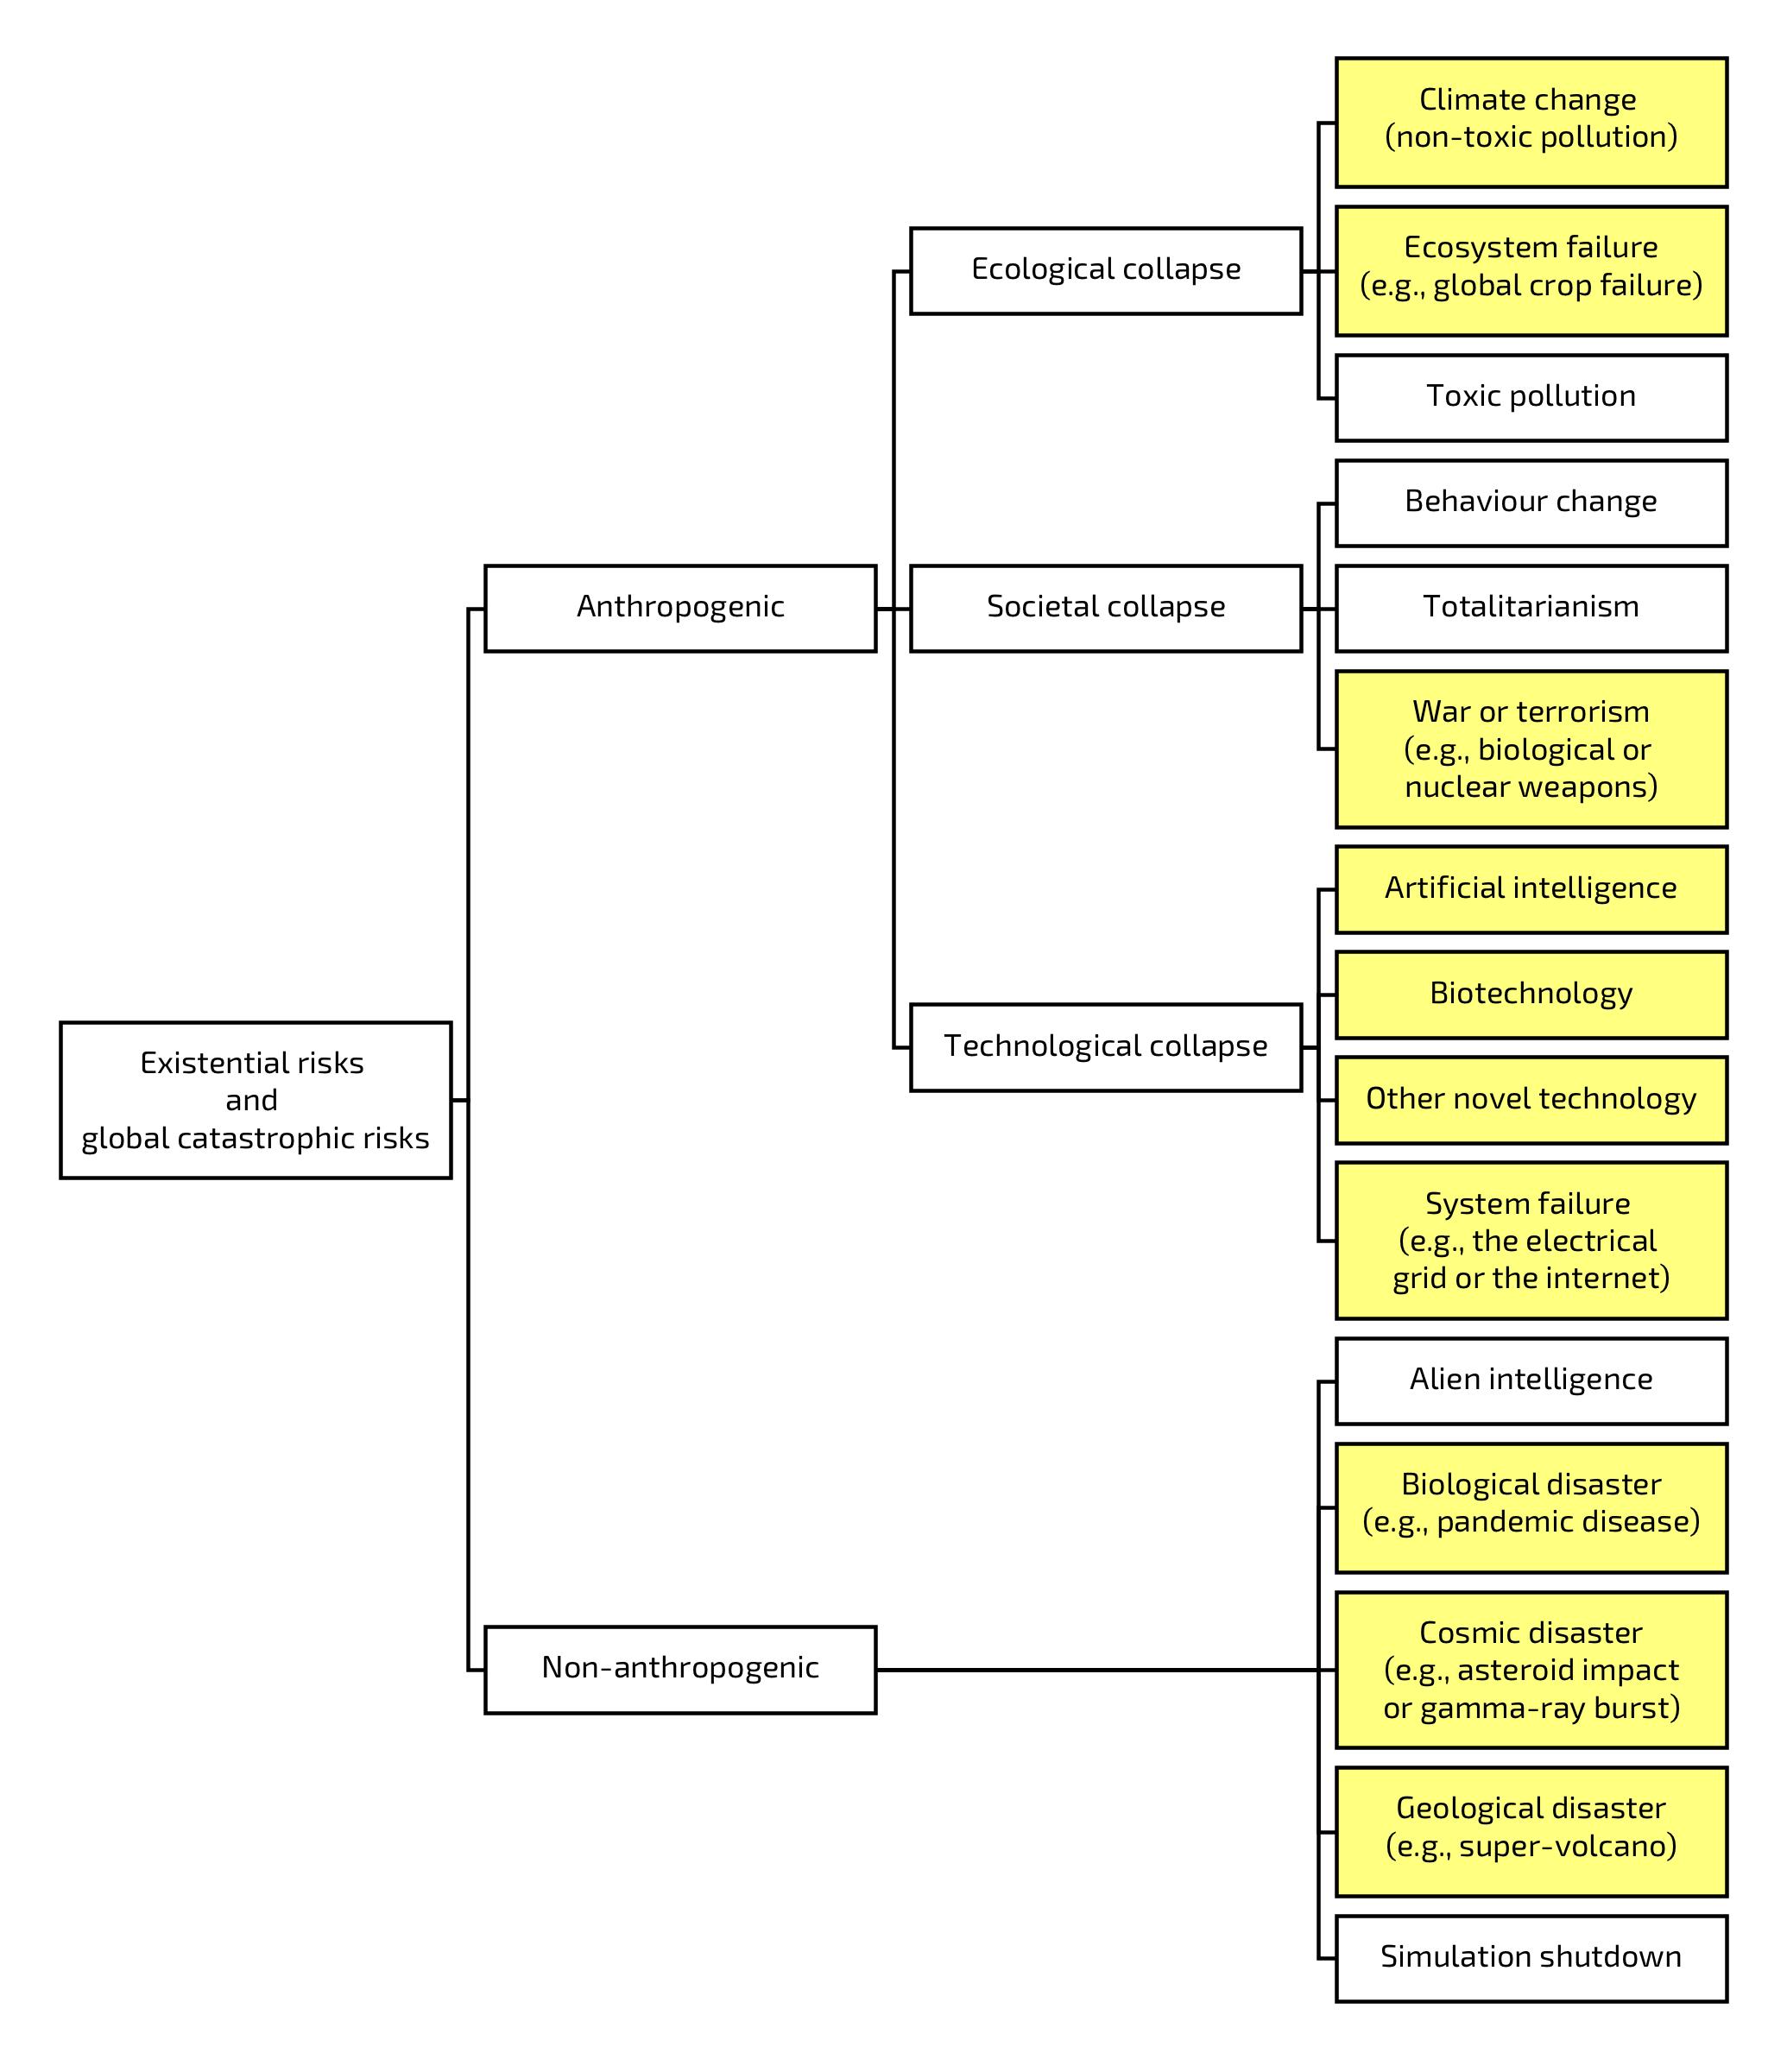 Existential risks
and
global catastrophic risks
Anthropogenic
Ecological collapse
Climate change
(non-toxic pollution)
Ecosystem failure
(e.g., global crop failure)
Toxic pollution
Societal collapse
Behaviour change
Totalitarianism
War or terrorism
(e.g., biological or
nuclear weapons)
Technological collapse
Artificial intelligence
Biotechnology
Other novel technology
System failure
(e.g., the electrical
grid or the internet)
Non-anthropogenic
Alien intelligence
Biological disaster
(e.g., pandemic disease)
Cosmic disaster
(e.g., asteroid impact
or gamma-ray burst)
Geological disaster
(e.g., super-volcano)
Simulation shutdown